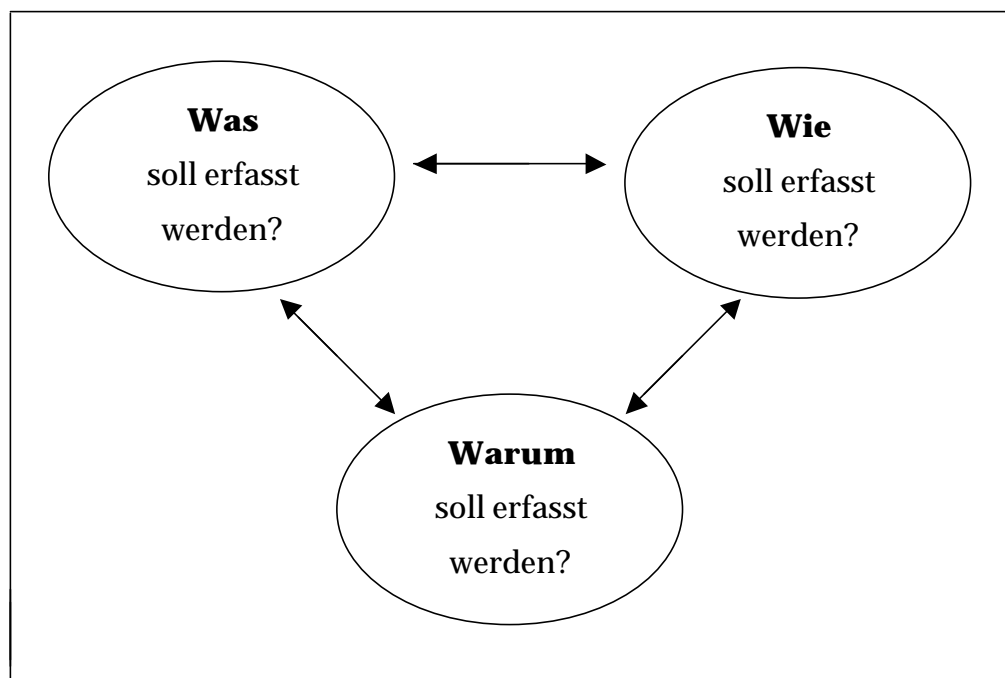 Was
soll erfasst
werden?
Wie
soll erfasst
werden?
Warum
soll erfasst
werden?